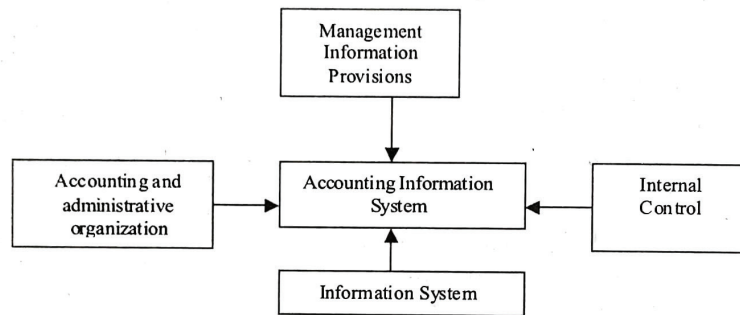 Management
Information
Provisions
Accounting and
administrative
organization
Accounting Information
System
Internal
Control
Information System